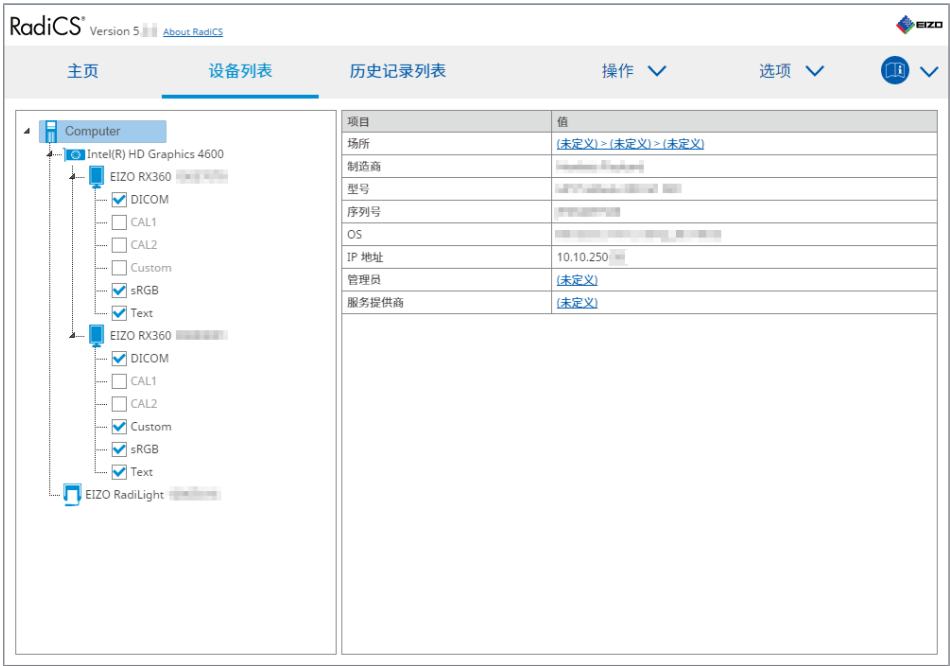 RadiCS® Version 5. About RadiCS
EIZO
主页 设备列表 历史记录列表 操作 选项
Computer
Intel(R) HD Graphics 4600
EIZO RX360
DICOM
CAL1
CAL2
Custom
sRGB
Text
EIZO RX360
DICOM
CAL1
CAL2
Custom
sRGB
Text
EIZO RadiLight
项目 值
场所 (未定义) > (未定义) > (未定义)
制造商
型号
序列号
OS
IP 地址 10.10.250
管理员 (未定义)
服务提供商 (未定义)